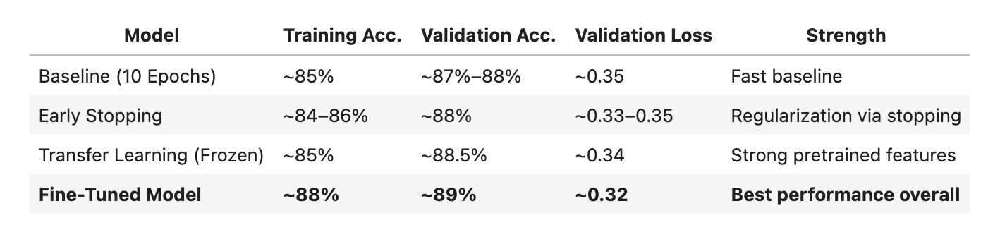 Model Training Acc. Validation Acc. Validation Loss Strength
Baseline (10 Epochs) ~85% ~87%–88% ~0.35 Fast baseline
Early Stopping ~84–86% ~88% ~0.33–0.35 Regularization via stopping
Transfer Learning (Frozen) ~85% ~88.5% ~0.34 Strong pretrained features
Fine-Tuned Model ~88% ~89% ~0.32 Best performance overall